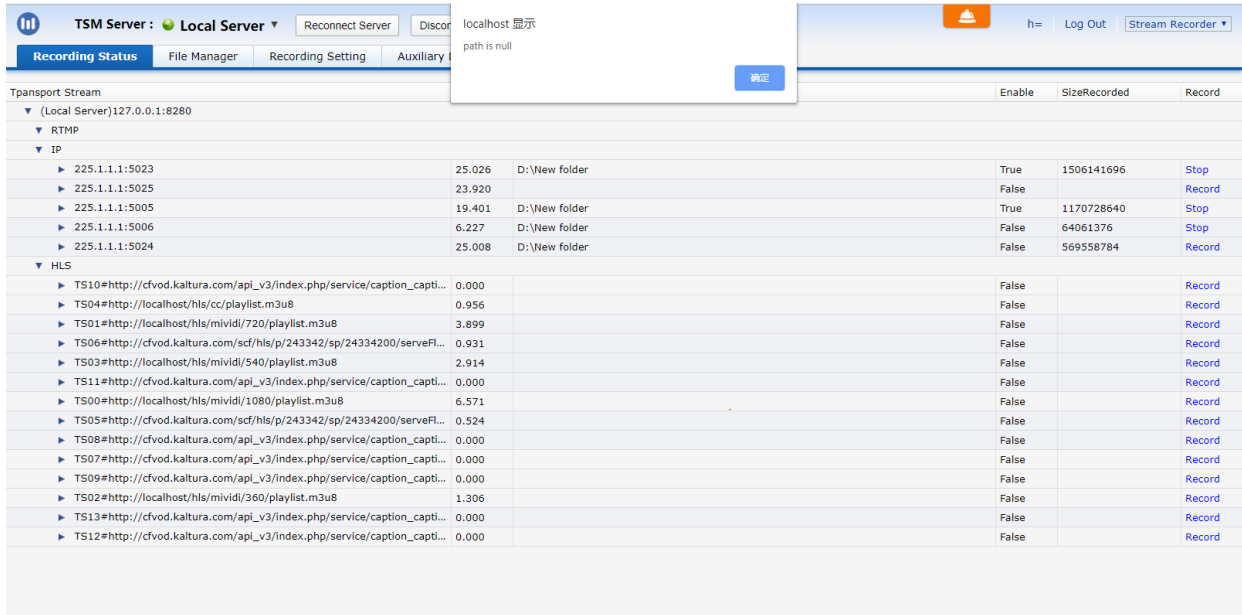 TSM Server : Local Server ▼ Reconnect Server Discon h= Log Out Stream Recorder ▼
localhost 显示
path is null
确定
Recording Status File Manager Recording Setting Auxiliary
Tpansport Stream Enable SizeRecorded Record
(Local Server)127.0.0.1:8280
RTMP
IP
225.1.1.1:5023 25.026 D:\New folder True 1506141696 Stop
225.1.1.1:5025 23.920 False Record
225.1.1.1:5005 19.401 D:\New folder True 1170728640 Stop
225.1.1.1:5006 6.227 D:\New folder False 64061376 Stop
225.1.1.1:5024 25.008 D:\New folder False 569558784 Record
HLS
TS10#http://cfvod.kaltura.com/api_v3/index.php/service/caption_capti... 0.000 False Record
TS04#http://localhost/hls/cc/playlist.m3u8 0.956 False Record
TS01#http://localhost/hls/mividi/720/playlist.m3u8 3.899 False Record
TS06#http://cfvod.kaltura.com/scf/hls/p/243342/sp/24334200/serveFl... 0.931 False Record
TS03#http://localhost/hls/mividi/540/playlist.m3u8 2.914 False Record
TS11#http://cfvod.kaltura.com/api_v3/index.php/service/caption_capti... 0.000 False Record
TS00#http://localhost/hls/mividi/1080/playlist.m3u8 6.571 False Record
TS05#http://cfvod.kaltura.com/scf/hls/p/243342/sp/24334200/serveFl... 0.524 False Record
TS08#http://cfvod.kaltura.com/api_v3/index.php/service/caption_capti... 0.000 False Record
TS07#http://cfvod.kaltura.com/api_v3/index.php/service/caption_capti... 0.000 False Record
TS09#http://cfvod.kaltura.com/api_v3/index.php/service/caption_capti... 0.000 False Record
TS02#http://localhost/hls/mividi/360/playlist.m3u8 1.306 False Record
TS13#http://cfvod.kaltura.com/api_v3/index.php/service/caption_capti... 0.000 False Record
TS12#http://cfvod.kaltura.com/api_v3/index.php/service/caption_capti... 0.000 False Record